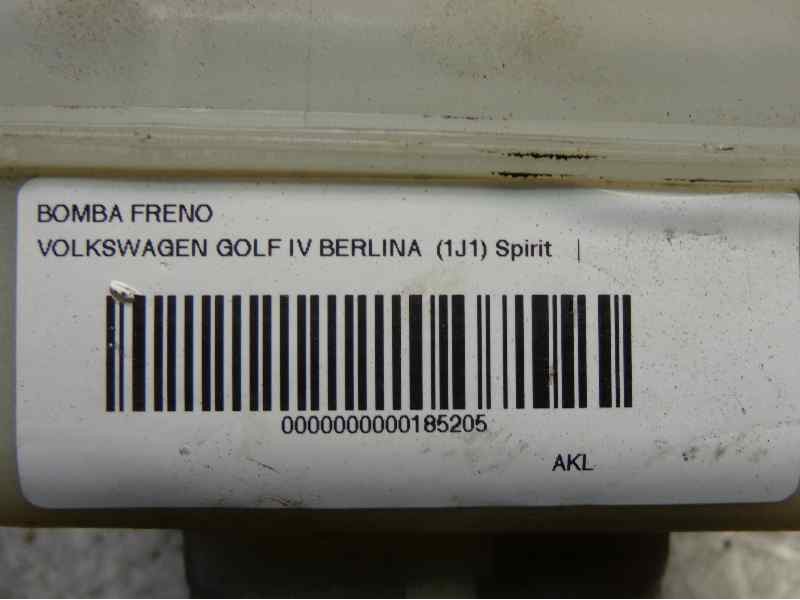 BOMBA FRENO
VOLKSWAGEN GOLF IV BERLINA (1J1) Spirit |
0000000000185205
AKL